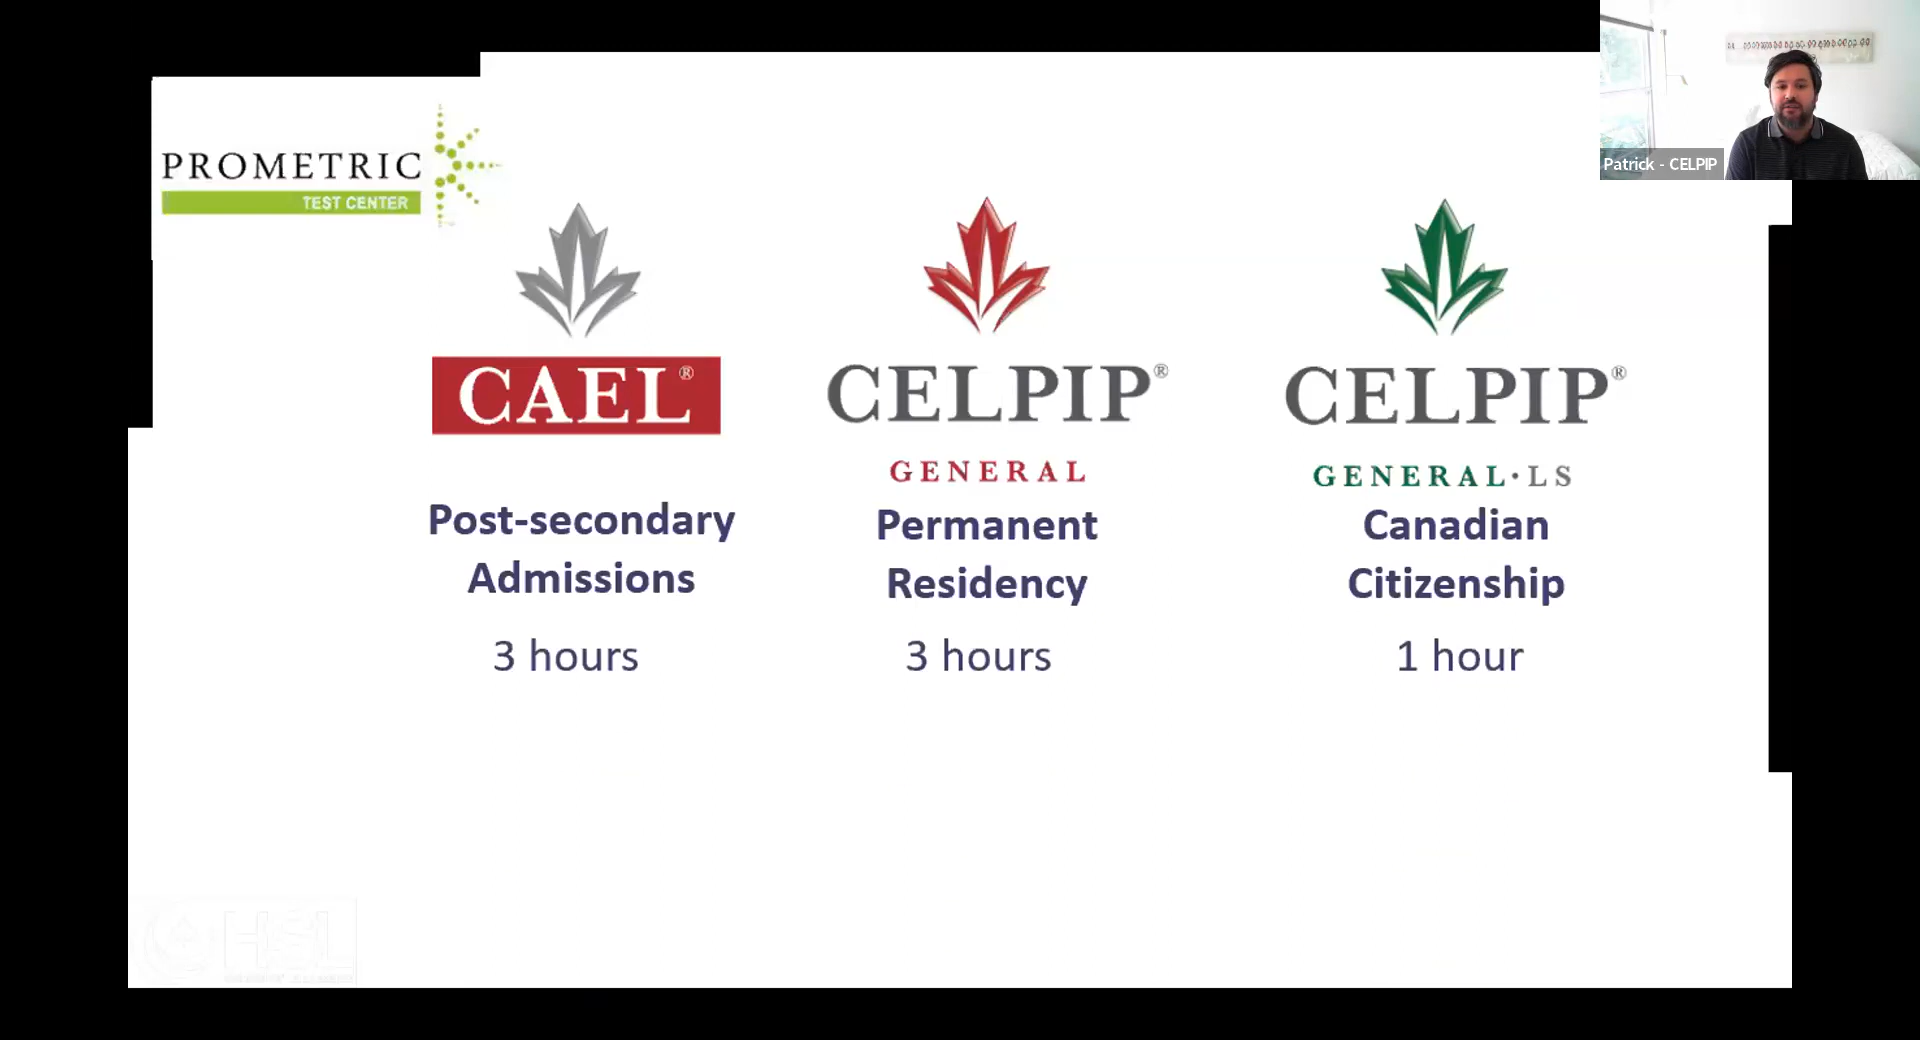 Patrick - CELPIP
PROMETRIC
TEST CENTER
CAEL®
Post-secondary
Admissions
3 hours
CELPIP®
GENERAL
Permanent
Residency
3 hours
CELPIP®
GENERAL·LS
Canadian
Citizenship
1 hour